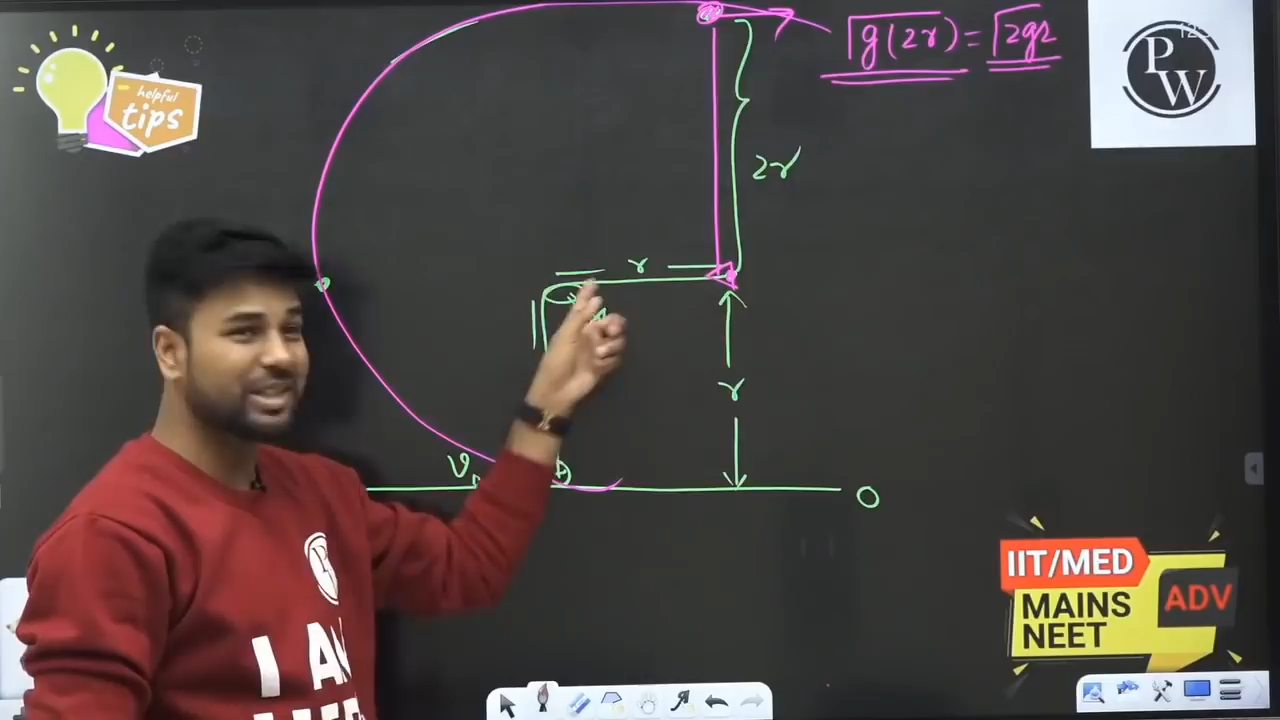 helpful
tips
√g(2r) = √2gr
PW
2r
r
r
V
O
I AM
IIT/MED
MAINS
NEET
ADV